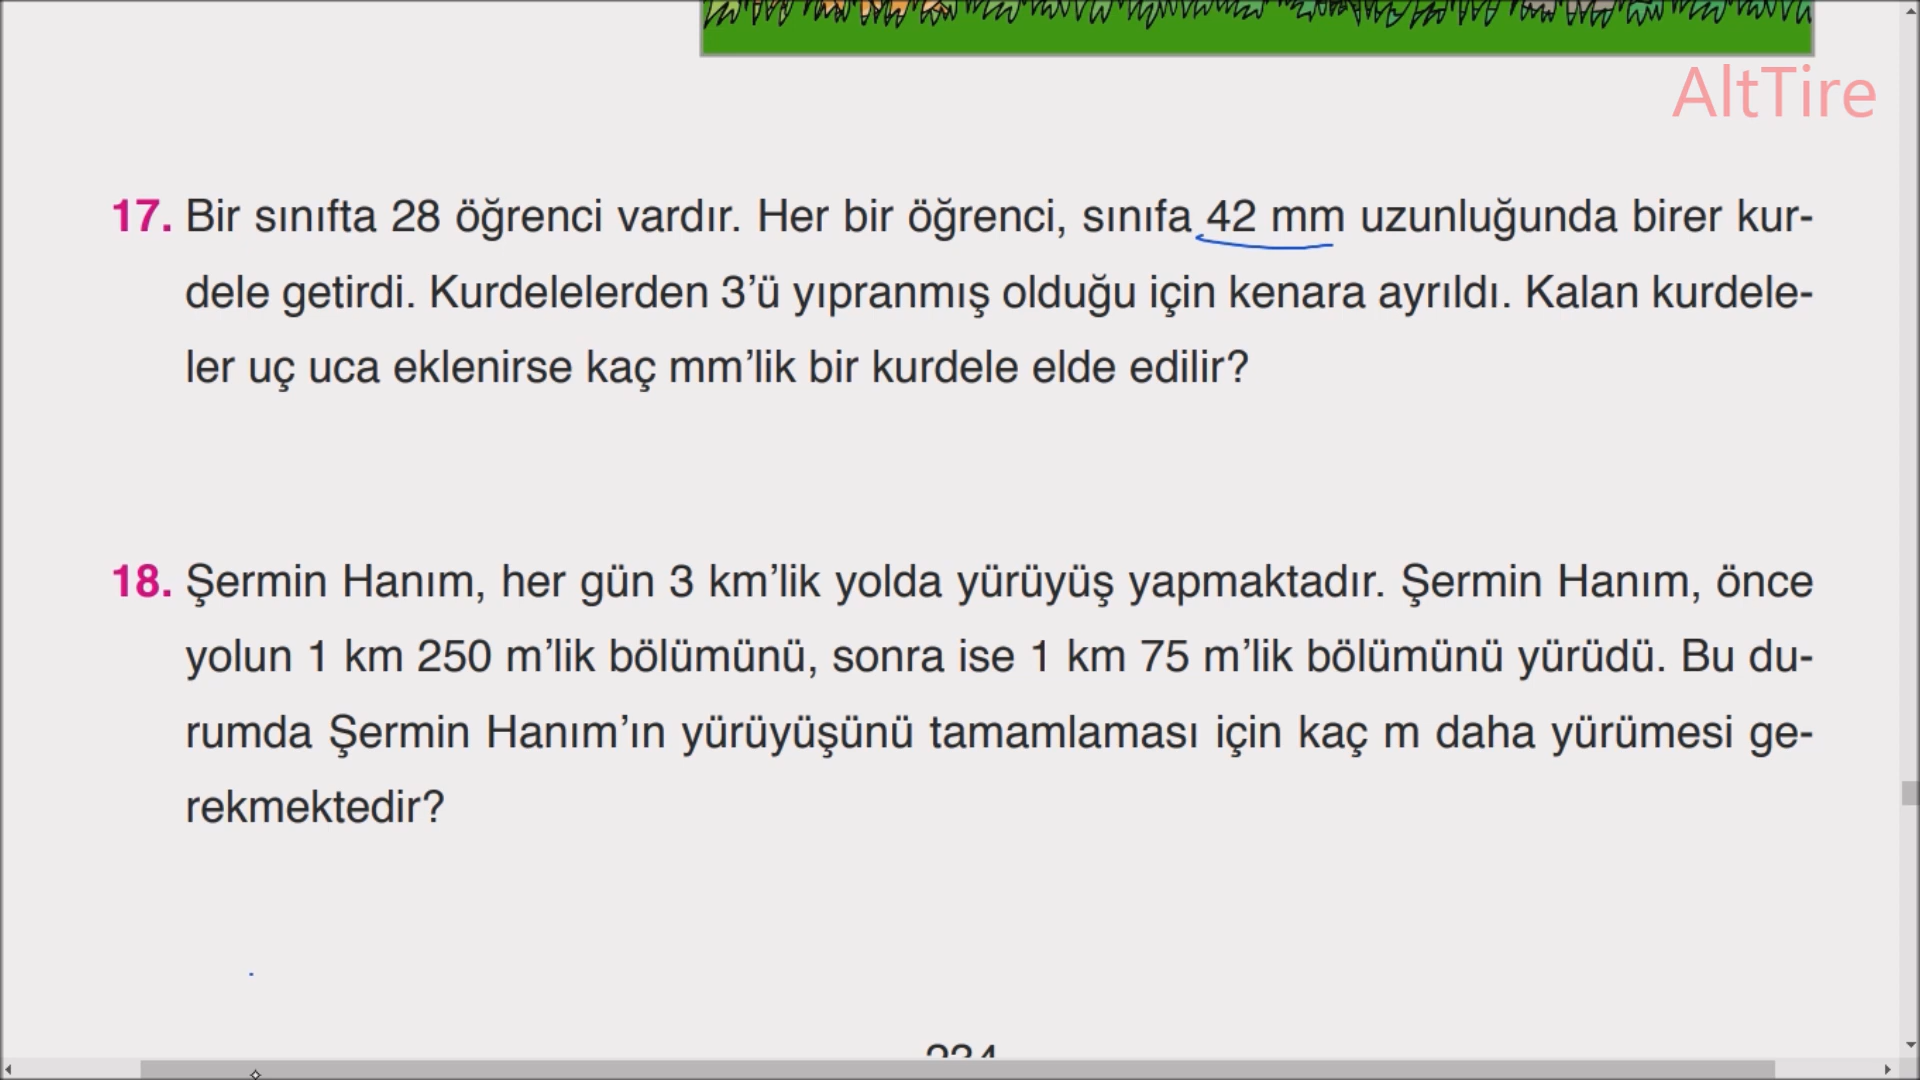 AltTire
17. Bir sınıfta 28 öğrenci vardır. Her bir öğrenci, sınıfa 42 mm uzunluğunda birer kur-
dele getirdi. Kurdelelerden 3’ü yıpranmış olduğu için kenara ayrıldı. Kalan kurdele-
ler uç uca eklenirse kaç mm’lik bir kurdele elde edilir?
18. Şermin Hanım, her gün 3 km’lik yolda yürüyüş yapmaktadır. Şermin Hanım, önce
yolun 1 km 250 m’lik bölümünü, sonra ise 1 km 75 m’lik bölümünü yürüdü. Bu du-
rumda Şermin Hanım’ın yürüyüşünü tamamlaması için kaç m daha yürümesi ge-
rekmektedir?